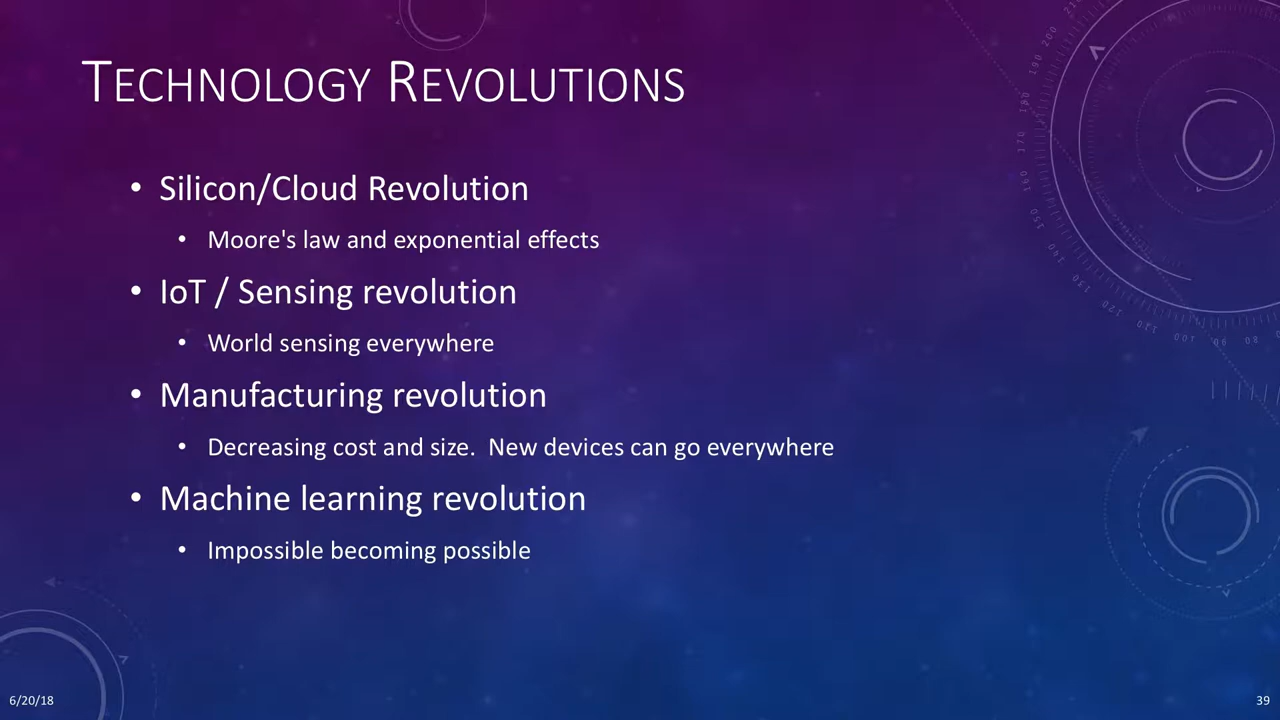 TECHNOLOGY REVOLUTIONS
• Silicon/Cloud Revolution
• Moore's law and exponential effects
• IoT / Sensing revolution
• World sensing everywhere
• Manufacturing revolution
• Decreasing cost and size.  New devices can go everywhere
• Machine learning revolution
• Impossible becoming possible
6/20/18
39